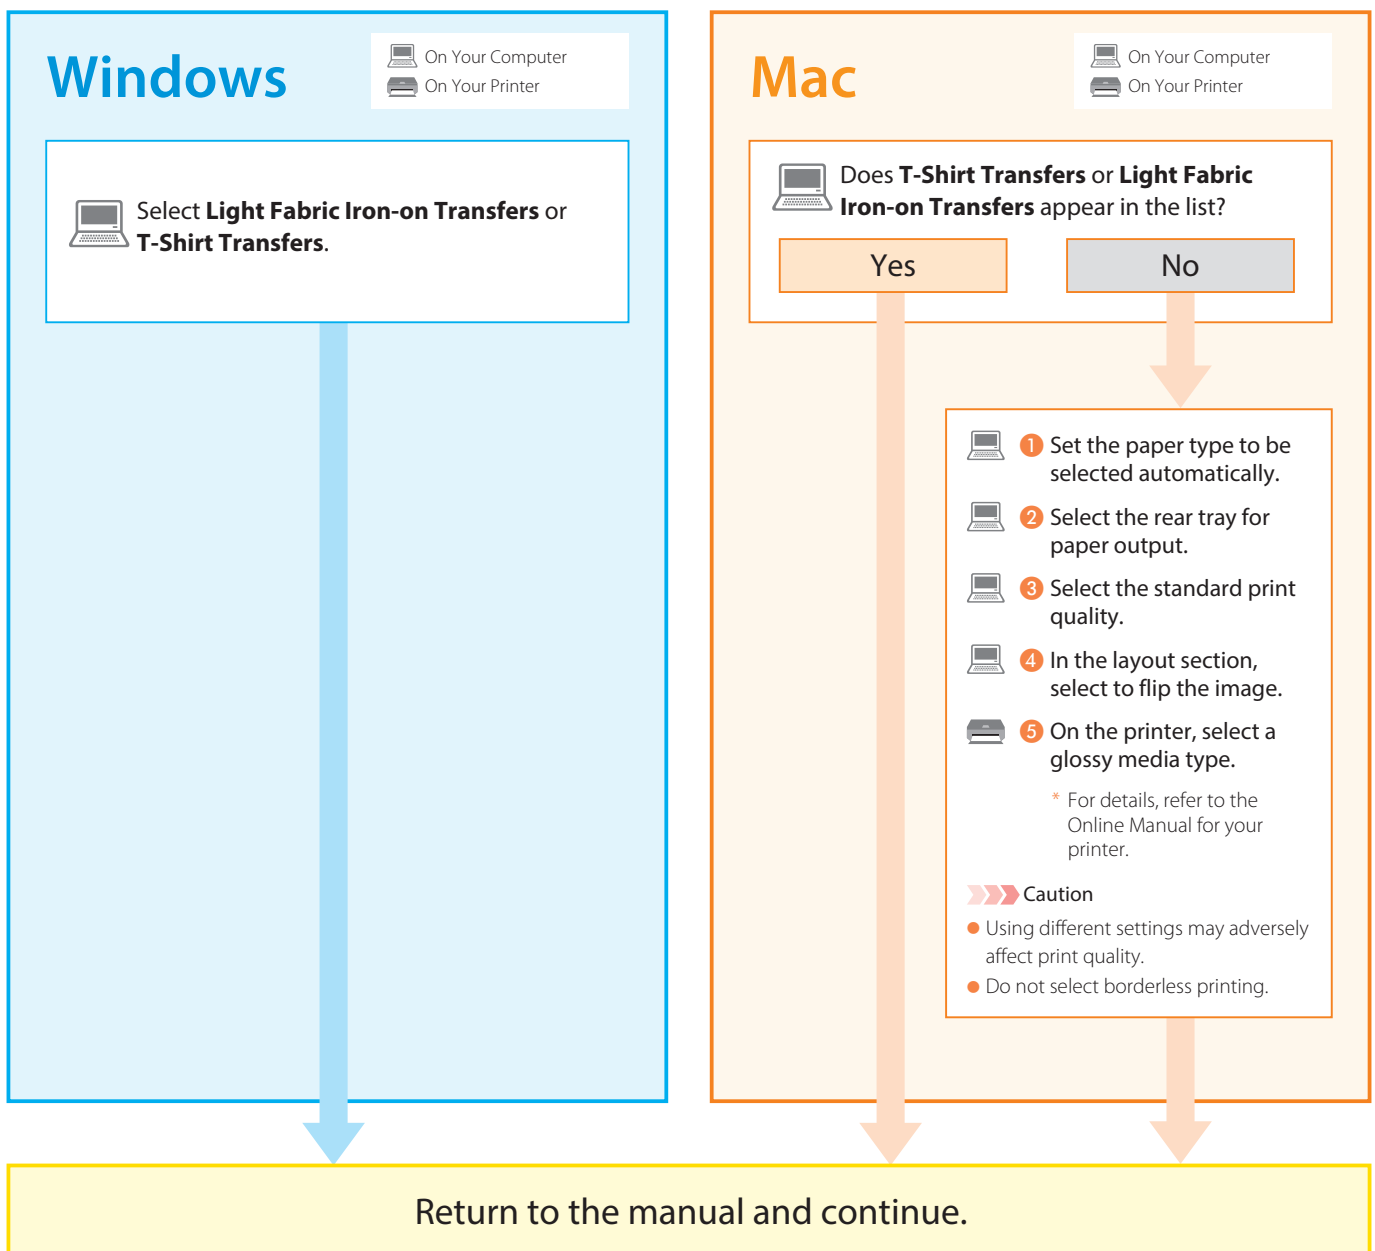 Windows
On Your Computer
On Your Printer
Select Light Fabric Iron-on Transfers or
T-Shirt Transfers.
Mac
On Your Computer
On Your Printer
Does T-Shirt Transfers or Light Fabric
Iron-on Transfers appear in the list?
Yes
No
1 Set the paper type to be
selected automatically.
2 Select the rear tray for
paper output.
3 Select the standard print
quality.
4 In the layout section,
select to flip the image.
5 On the printer, select a
glossy media type.
* For details, refer to the
Online Manual for your
printer.
Caution
● Using different settings may adversely
affect print quality.
● Do not select borderless printing.
Return to the manual and continue.